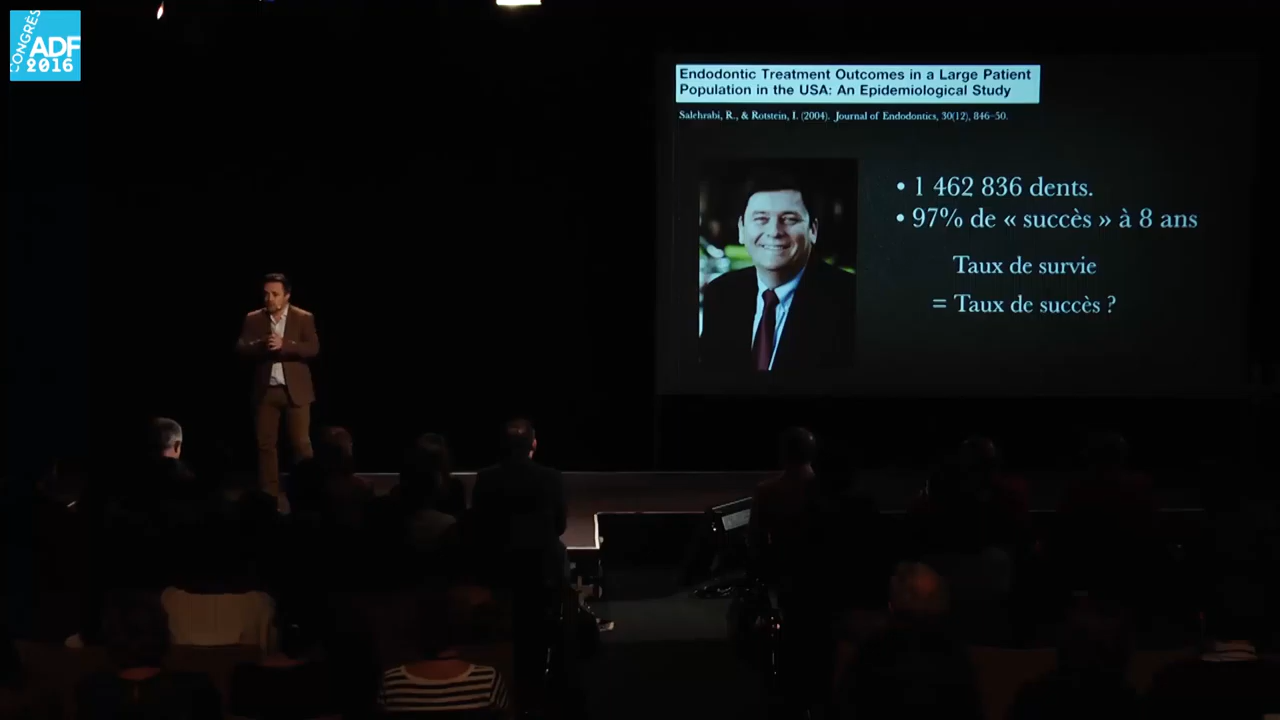 CONGRÈS
ADF
2016
Endodontic Treatment Outcomes in a Large Patient
Population in the USA: An Epidemiological Study
Salehrabi, R., & Rotstein, I. (2004). Journal of Endodontics, 30(12), 846–50.
• 1 462 836 dents.
• 97% de « succès » à 8 ans
Taux de survie
= Taux de succès ?